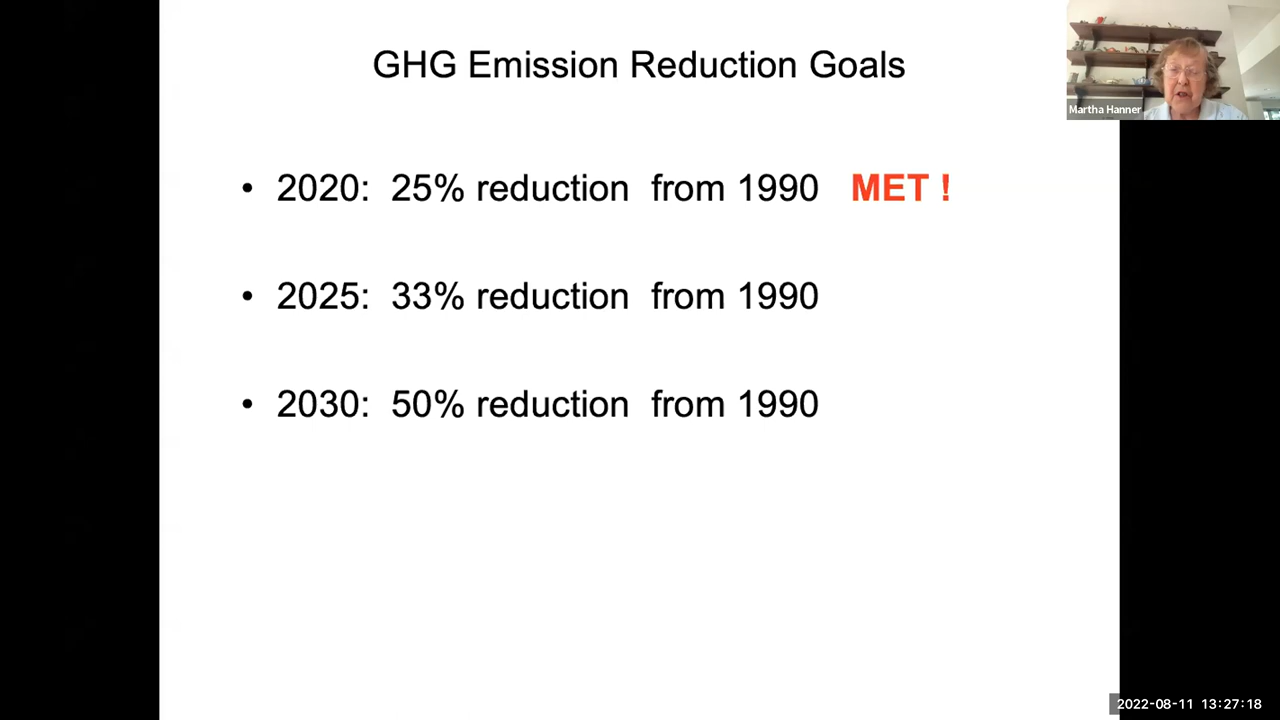 GHG Emission Reduction Goals
Martha Hanner
• 2020: 25% reduction from 1990 MET !
• 2025: 33% reduction from 1990
• 2030: 50% reduction from 1990
2022-08-11 13:27:18